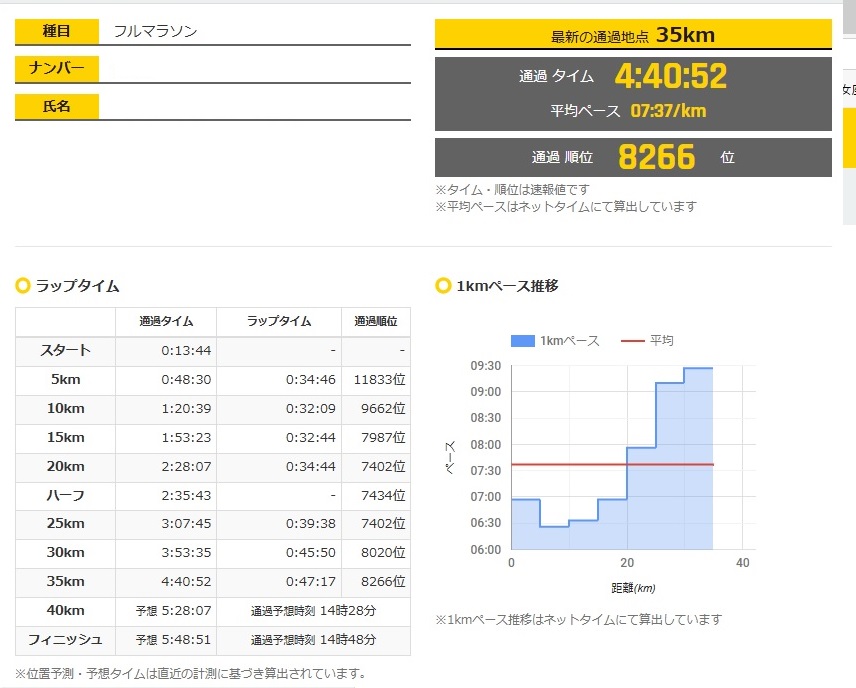 種目 フルマラソン
ナンバー
氏名
最新の通過地点 35km
通過 タイム 4:40:52
平均ペース 07:37/km
通過 順位 8266 位
※タイム・順位は速報値です
※平均ペースはネットタイムにて算出しています
ラップタイム
通過タイム ラップタイム 通過順位
スタート 0:13:44 - -
5km 0:48:30 0:34:46 11833位
10km 1:20:39 0:32:09 9662位
15km 1:53:23 0:32:44 7987位
20km 2:28:07 0:34:44 7402位
ハーフ 2:35:43 - 7434位
25km 3:07:45 0:39:38 7402位
30km 3:53:35 0:45:50 8020位
35km 4:40:52 0:47:17 8266位
40km 予想 5:28:07 通過予想時刻 14時28分
フィニッシュ 予想 5:48:51 通過予想時刻 14時48分
※位置予測・予想タイムは直近の計測に基づき算出されています。
1kmペース推移
1kmペース 平均
09:30
09:00
08:30
08:00
07:30
07:00
06:30
06:00
ペース
0 20 40
距離(km)
※1kmペース推移はネットタイムにて算出しています